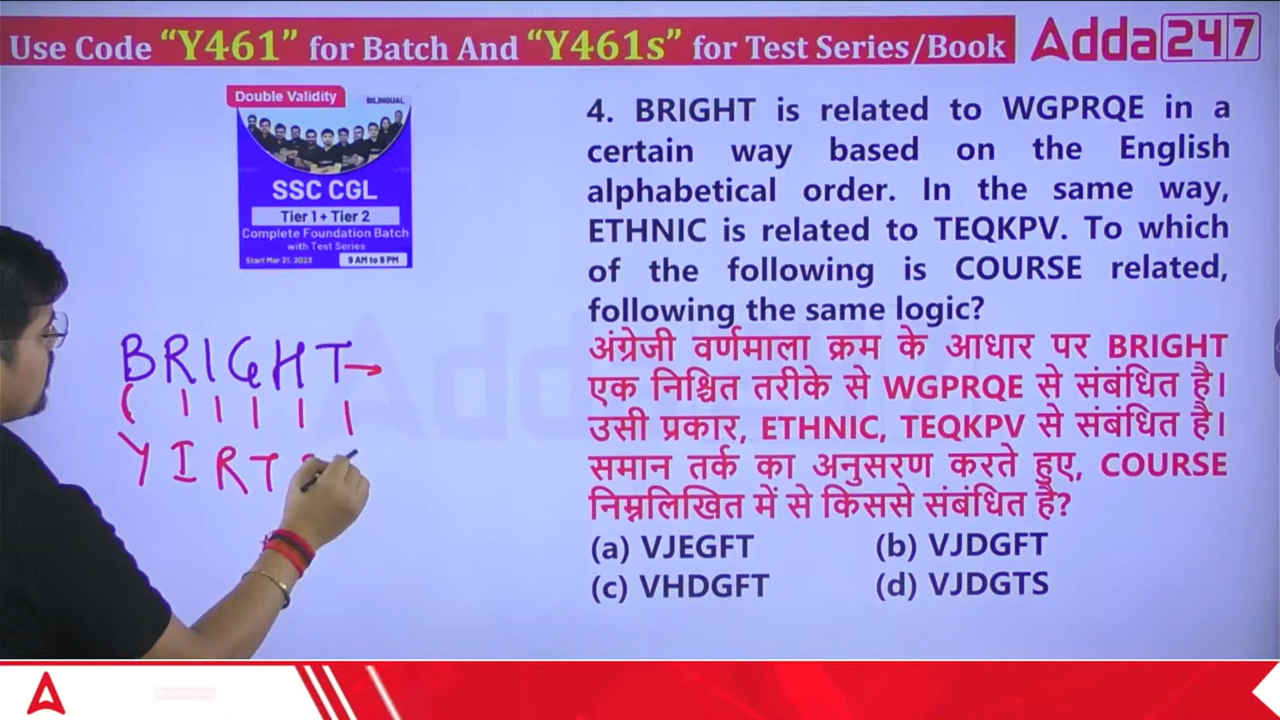 Use Code “Y461” for Batch And “Y461s” for Test Series/Book
Adda247
Double Validity
BILINGUAL
SSC CGL
Tier 1 + Tier 2
Complete Foundation Batch
with Test Series
Start Mar 21, 2023 9 AM to 9 PM
4. BRIGHT is related to WGPRQE in a
certain way based on the English
alphabetical order. In the same way,
ETHNIC is related to TEQKPV. To which
of the following is COURSE related,
following the same logic?
अंग्रेजी वर्णमाला क्रम के आधार पर BRIGHT
एक निश्चित तरीके से WGPRQE से संबंधित है।
उसी प्रकार, ETHNIC, TEQKPV से संबंधित है।
समान तर्क का अनुसरण करते हुए, COURSE
निम्नलिखित में से किससे संबंधित है?
(a) VJEGFT (b) VJDGFT
(c) VHDGFT (d) VJDGTS
BRIGHT
YIRT